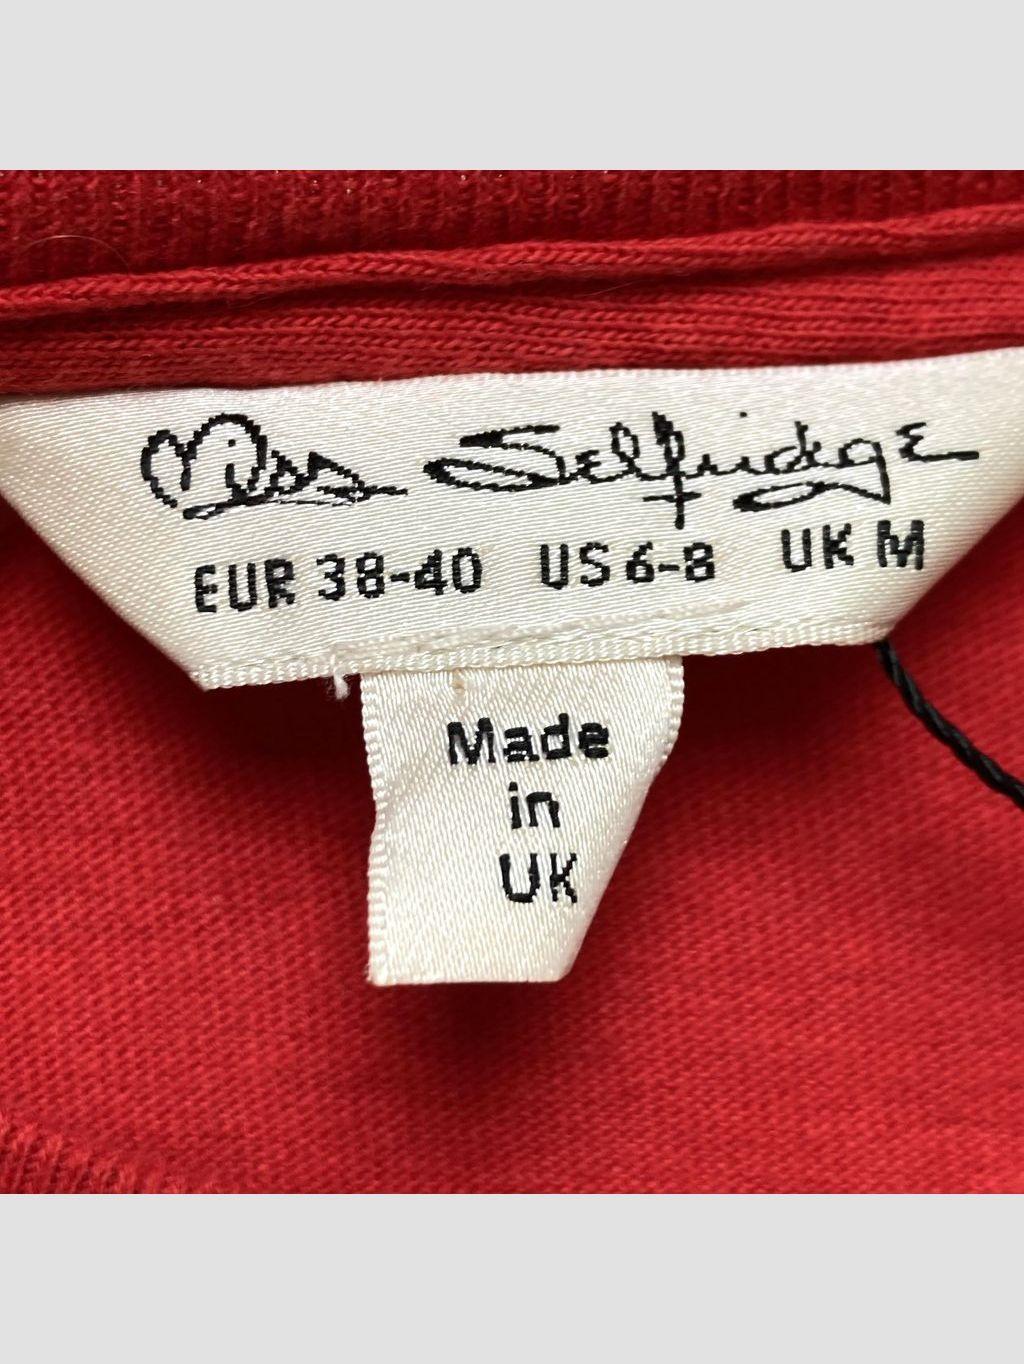 Miss Selfridge
EUR 38-40 US 6-8 UK M
Made
in
UK